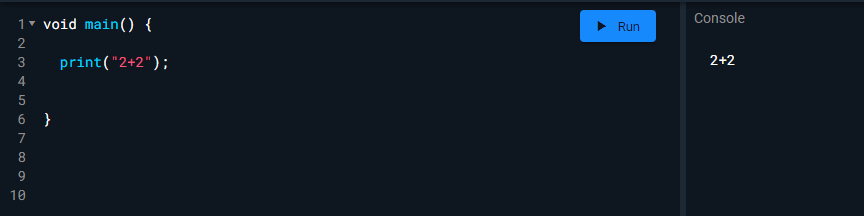 1 void main() {
2
3 print("2+2");
4
5
6 }
7
8
9
10
Run
Console
2+2